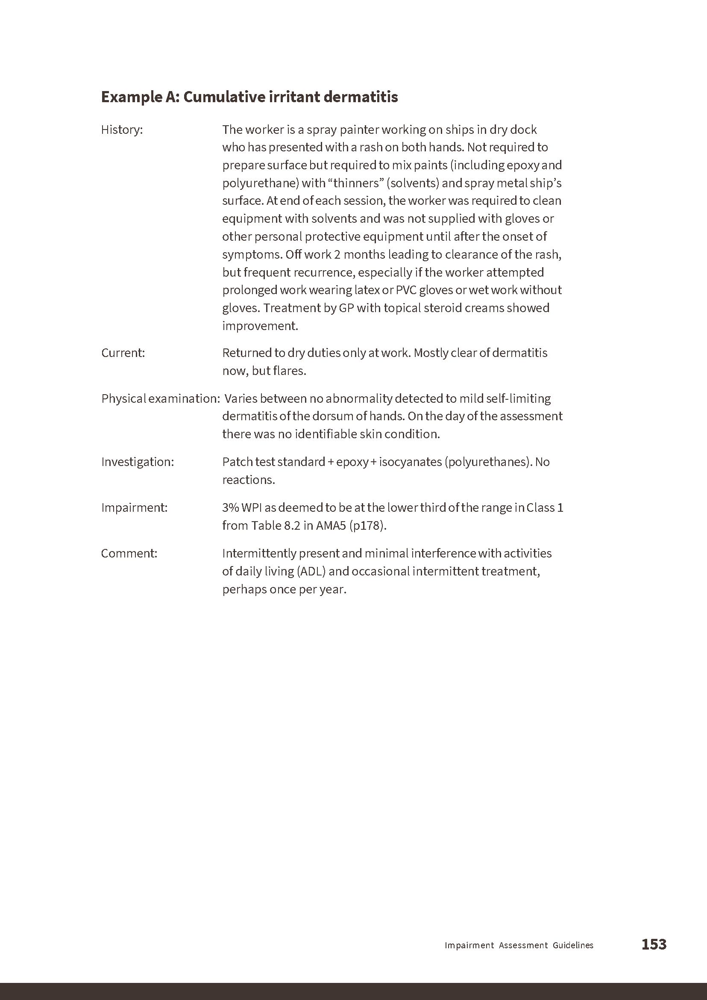 Example A: Cumulative irritant dermatitis
History: The worker is a spray painter working on ships in dry dock
who has presented with a rash on both hands. Not required to
prepare surface but required to mix paints (including epoxy and
polyurethane) with “thinners” (solvents) and spray metal ship’s
surface. At end of each session, the worker was required to clean
equipment with solvents and was not supplied with gloves or
other personal protective equipment until after the onset of
symptoms. Off work 2 months leading to clearance of the rash,
but frequent recurrence, especially if the worker attempted
prolonged work wearing latex or PVC gloves or wet work without
gloves. Treatment by GP with topical steroid creams showed
improvement.
Current: Returned to dry duties only at work. Mostly clear of dermatitis
now, but flares.
Physical examination: Varies between no abnormality detected to mild self-limiting
dermatitis of the dorsum of hands. On the day of the assessment
there was no identifiable skin condition.
Investigation: Patch test standard + epoxy + isocyanates (polyurethanes). No
reactions.
Impairment: 3% WPI as deemed to be at the lower third of the range in Class 1
from Table 8.2 in AMA5 (p178).
Comment: Intermittently present and minimal interference with activities
of daily living (ADL) and occasional intermittent treatment,
perhaps once per year.
Impairment Assessment Guidelines 153